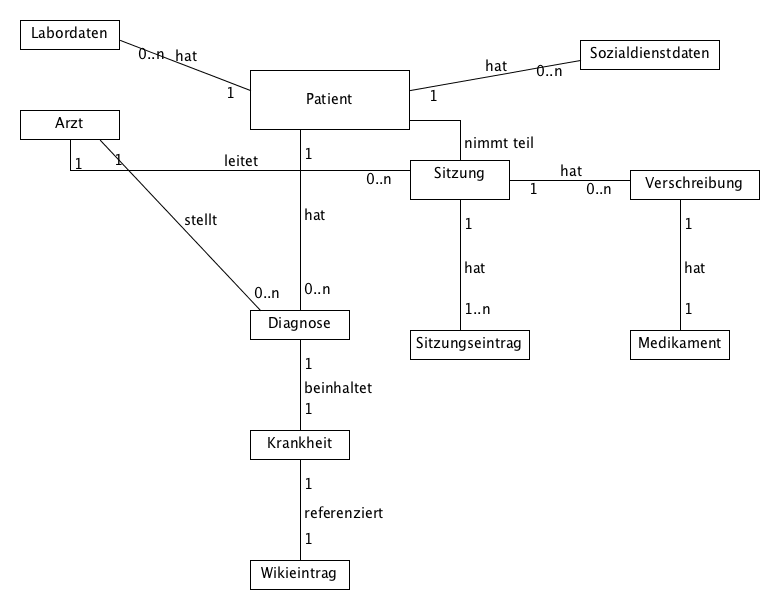 Labordaten
0..n
hat
1
Patient
hat
1
0..n
Sozialdienstdaten
Arzt
1
1
leitet
0..n
nimmt teil
Sitzung
hat
1
0..n
Verschreibung
1
hat
0..n
stellt
0..n
Diagnose
1
hat
1..n
Sitzungseintrag
1
hat
1
Medikament
1
beinhaltet
1
Krankheit
1
referenziert
1
Wikieintrag